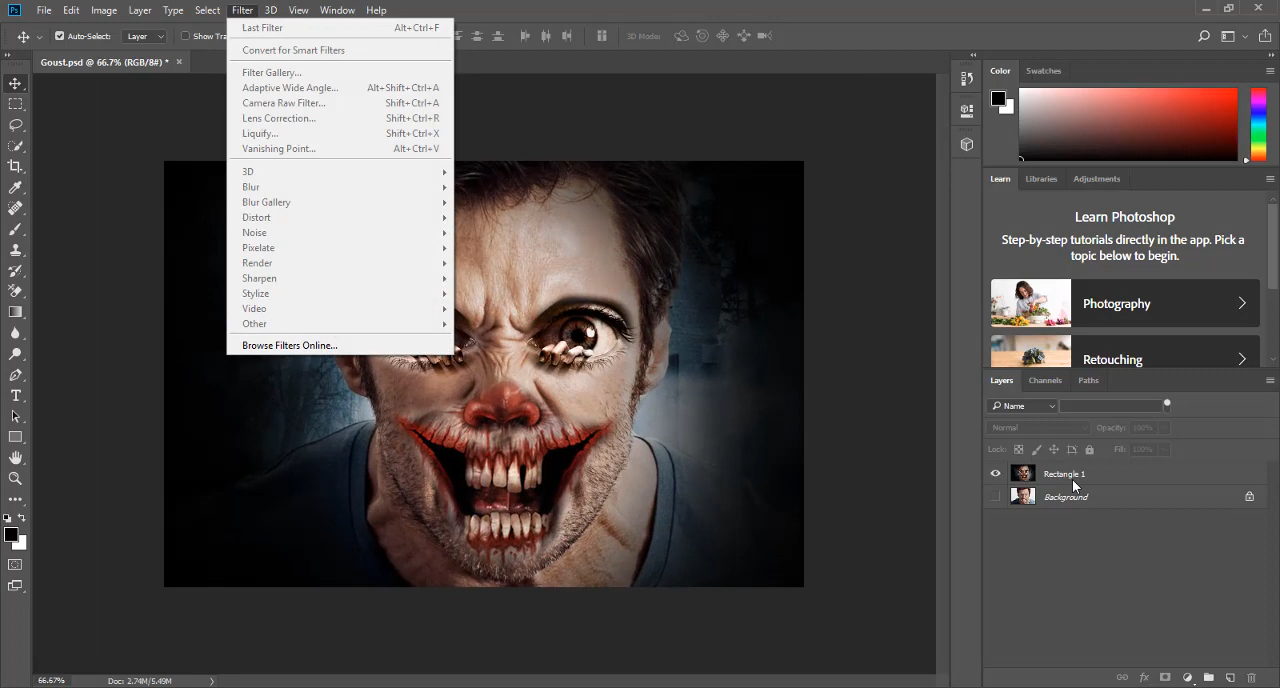 Ps File Edit Image Layer Type Select Filter 3D View Window Help
Auto-Select: Layer Show Tra 3D Mode:
Goust.psd @ 66.7% (RGB/8#) * ×
Last Filter Alt+Ctrl+F
Convert for Smart Filters
Filter Gallery...
Adaptive Wide Angle... Alt+Shift+Ctrl+A
Camera Raw Filter... Shift+Ctrl+A
Lens Correction... Shift+Ctrl+R
Liquify... Shift+Ctrl+X
Vanishing Point... Alt+Ctrl+V
3D
Blur
Blur Gallery
Distort
Noise
Pixelate
Render
Sharpen
Stylize
Video
Other
Browse Filters Online...
Color Swatches
Learn Libraries Adjustments
Learn Photoshop
Step-by-step tutorials directly in the app. Pick a
topic below to begin.
Photography
Retouching
Layers Channels Paths
Name
Normal Opacity: 100%
Lock: Fill: 100%
Rectangle 1
Background
66.67% Doc: 2.74M/5.49M